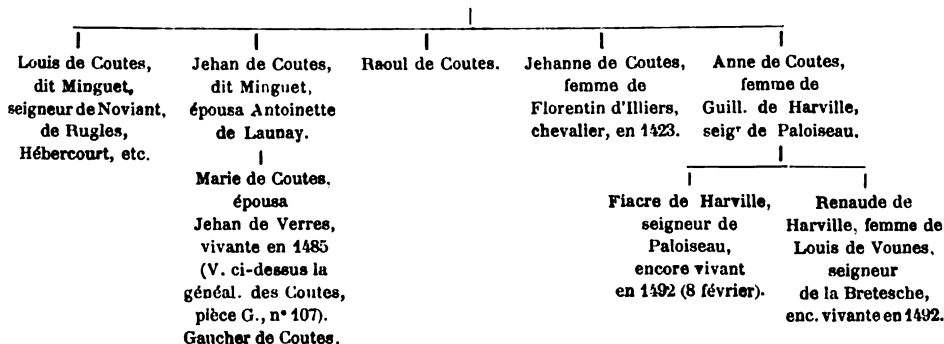 Louis de Coutes,
dit Minguet,
seigneur de Noviant,
de Rugles,
Hébercourt, etc.
Jehan de Coutes,
dit Minguet,
épousa Antoinette
de Launay.
Marie de Coutes,
épousa
Jehan de Verres,
vivante en 1485
(V. ci-dessus la
généal. des Coutes,
pièce G., n° 107).
Gaucher de Coutes.
Raoul de Coutes.
Jehanne de Coutes,
femme de
Florentin d'Illiers,
chevalier, en 1423.
Anne de Coutes,
femme de
Guill. de Harville,
seigʳ de Paloiseau.
Fiacre de Harville,
seigneur de
Paloiseau,
encore vivant
en 1492 (8 février).
Renaude de
Harville, femme de
Louis de Vounes,
seigneur
de la Bretesche,
enc. vivante en 1492.